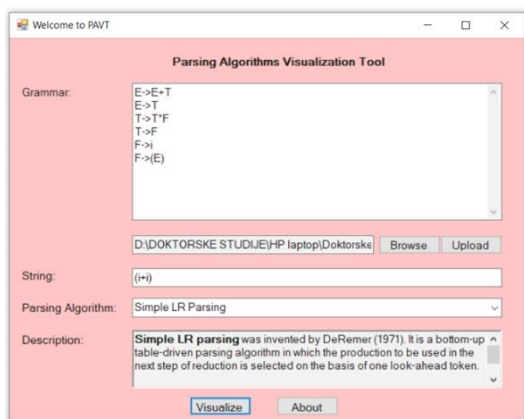 Welcome to PAVT
Parsing Algorithms Visualization Tool
Grammar:
E->E+T
E->T
T->T*F
T->F
F->i
F->(E)
D:\DOKTORSKE STUDIJE\HP laptop\Doktorske
Browse
Upload
String:
(i+i)
Parsing Algorithm:
Simple LR Parsing
Description:
Simple LR parsing was invented by DeRemer (1971). It is a bottom-up
table-driven parsing algorithm in which the production to be used in the
next step of reduction is selected on the basis of one look-ahead token.
Visualize
About